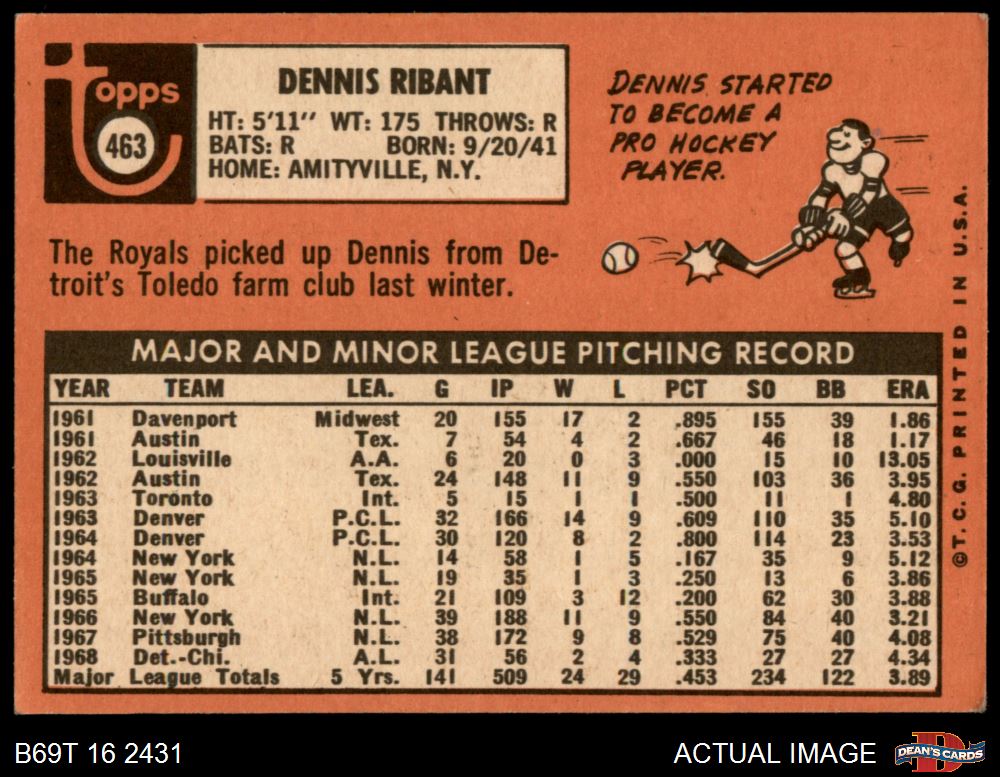 topps
463
DENNIS RIBANT
HT: 5'11" WT: 175 THROWS: R
BATS: R BORN: 9/20/41
HOME: AMITYVILLE, N.Y.
DENNIS STARTED
TO BECOME A
PRO HOCKEY
PLAYER.
The Royals picked up Dennis from De-
troit's Toledo farm club last winter.
MAJOR AND MINOR LEAGUE PITCHING RECORD
YEAR TEAM LEA. G IP W L PCT SO BB ERA
1961 Davenport Midwest 20 155 17 2 .895 155 39 1.86
1961 Austin Tex. 7 54 4 2 .667 46 18 1.17
1962 Louisville A.A. 6 20 0 3 .000 15 10 13.05
1962 Austin Tex. 24 148 11 9 .550 103 36 3.95
1963 Toronto Int. 5 15 1 1 .500 11 1 4.80
1963 Denver P.C.L. 32 166 14 9 .609 110 35 5.10
1964 Denver P.C.L. 30 120 8 2 .800 114 23 3.53
1964 New York N.L. 14 58 1 5 .167 35 9 5.12
1965 New York N.L. 19 35 1 3 .250 13 6 3.86
1965 Buffalo Int. 21 109 3 12 .200 62 30 3.88
1966 New York N.L. 39 188 11 9 .550 84 40 3.21
1967 Pittsburgh N.L. 38 172 9 8 .529 75 40 4.08
1968 Det.-Chi. A.L. 31 56 2 4 .333 27 27 4.34
Major League Totals 5 Yrs. 141 509 24 29 .453 234 122 3.89
©T. C. G. PRINTED IN U.S.A.
B69T 16 2431
ACTUAL IMAGE
D
DEAN'S CARDS